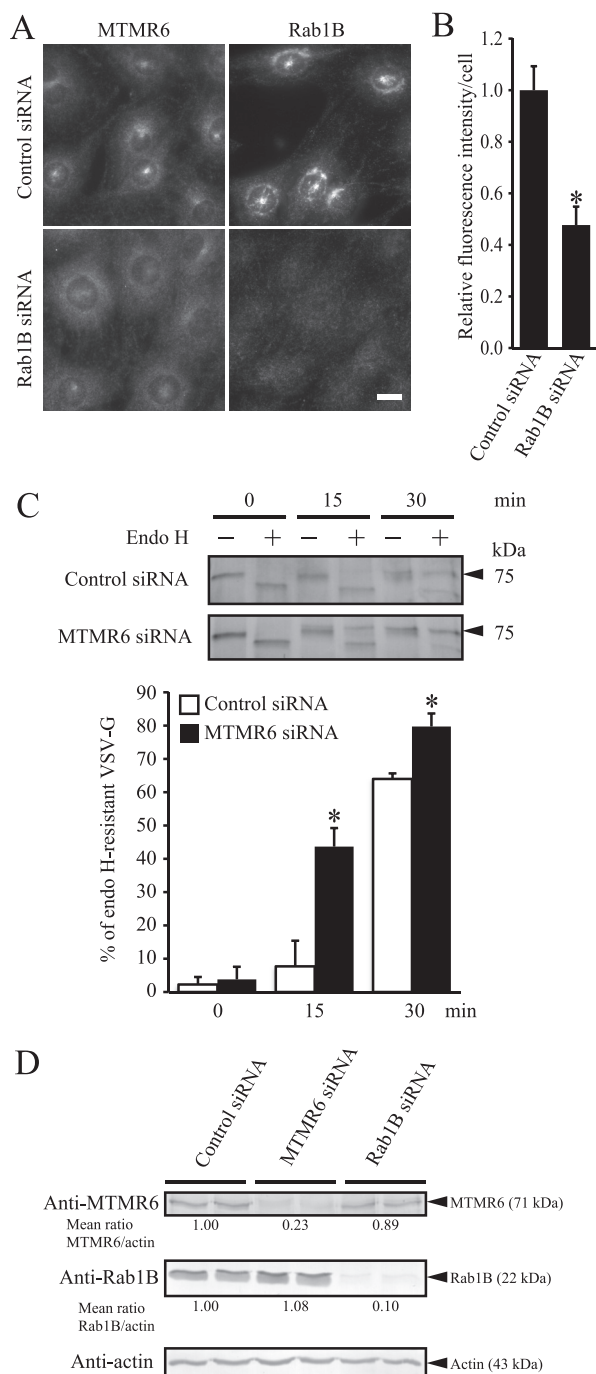 A
MTMR6
Rab1B
Control siRNA
Rab1B siRNA
B
Relative fluorescence intensity/cell
1.2
1.0
0.8
0.6
0.4
0.2
0.0
*
Control siRNA
Rab1B siRNA
C
0 15 30 min
Endo H − + − + − + kDa
Control siRNA 75
MTMR6 siRNA 75
% of endo H-resistant VSV-G
90
80
70
60
50
40
30
20
10
0
Control siRNA
MTMR6 siRNA
*
*
0 15 30 min
D
Control siRNA
MTMR6 siRNA
Rab1B siRNA
Anti-MTMR6 MTMR6 (71 kDa)
Mean ratio 1.00 0.23 0.89
MTMR6/actin
Anti-Rab1B Rab1B (22 kDa)
Mean ratio 1.00 1.08 0.10
Rab1B/actin
Anti-actin Actin (43 kDa)